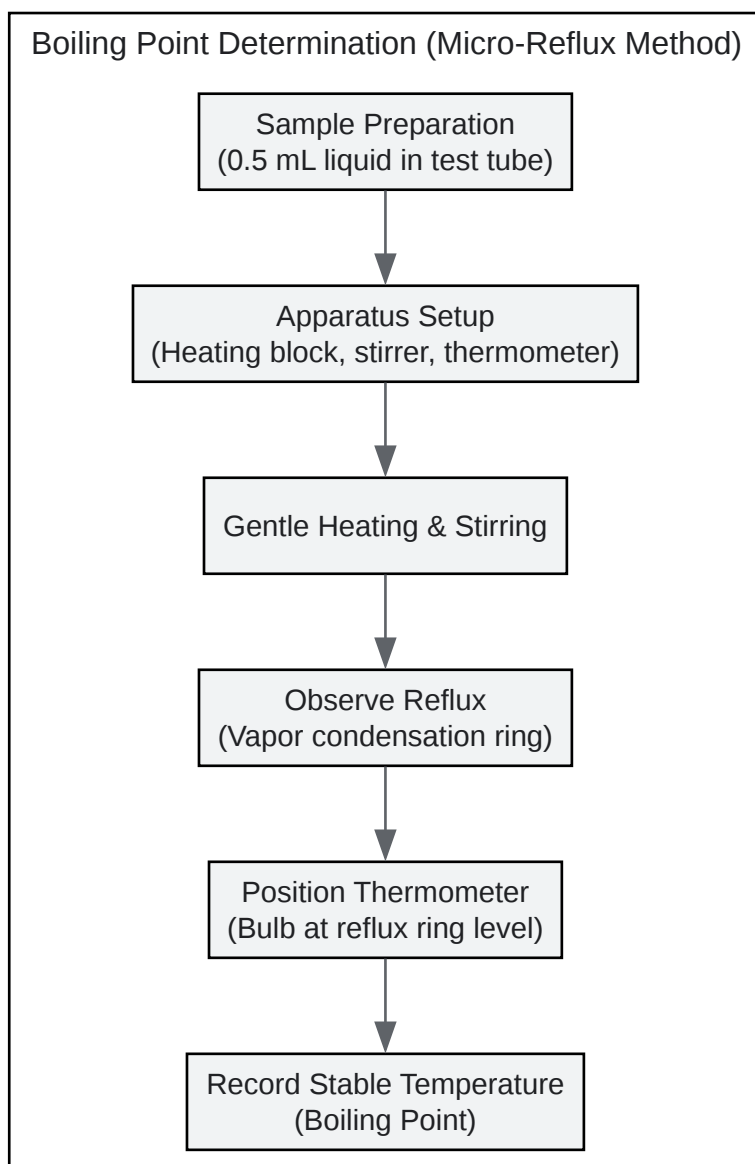 Boiling Point Determination (Micro-Reflux Method)
Sample Preparation
(0.5 mL liquid in test tube)
Apparatus Setup
(Heating block, stirrer, thermometer)
Gentle Heating & Stirring
Observe Reflux
(Vapor condensation ring)
Position Thermometer
(Bulb at reflux ring level)
Record Stable Temperature
(Boiling Point)